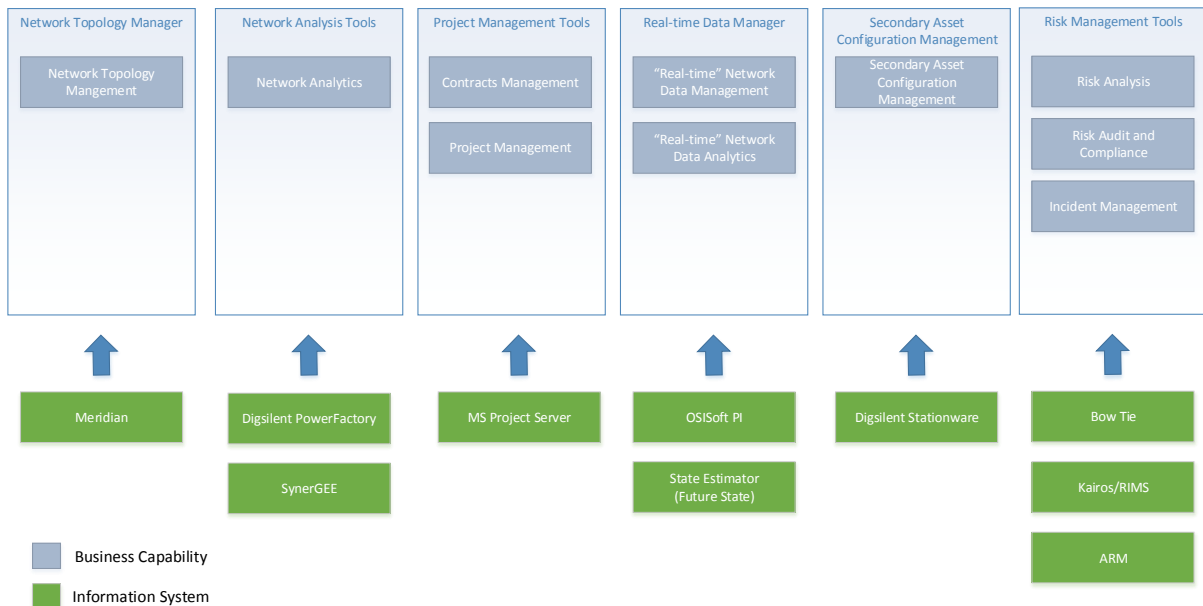 Network Topology Manager
Network Topology
Mangement
Meridian
Network Analysis Tools
Network Analytics
Digsilent PowerFactory
SynerGEE
Project Management Tools
Contracts Management
Project Management
MS Project Server
Real-time Data Manager
“Real-time” Network
Data Management
“Real-time” Network
Data Analytics
OSISoft PI
State Estimator
(Future State)
Secondary Asset
Configuration Management
Secondary Asset
Configuration
Management
Digsilent Stationware
Risk Management Tools
Risk Analysis
Risk Audit and
Compliance
Incident Management
Bow Tie
Kairos/RIMS
ARM
Business Capability
Information System